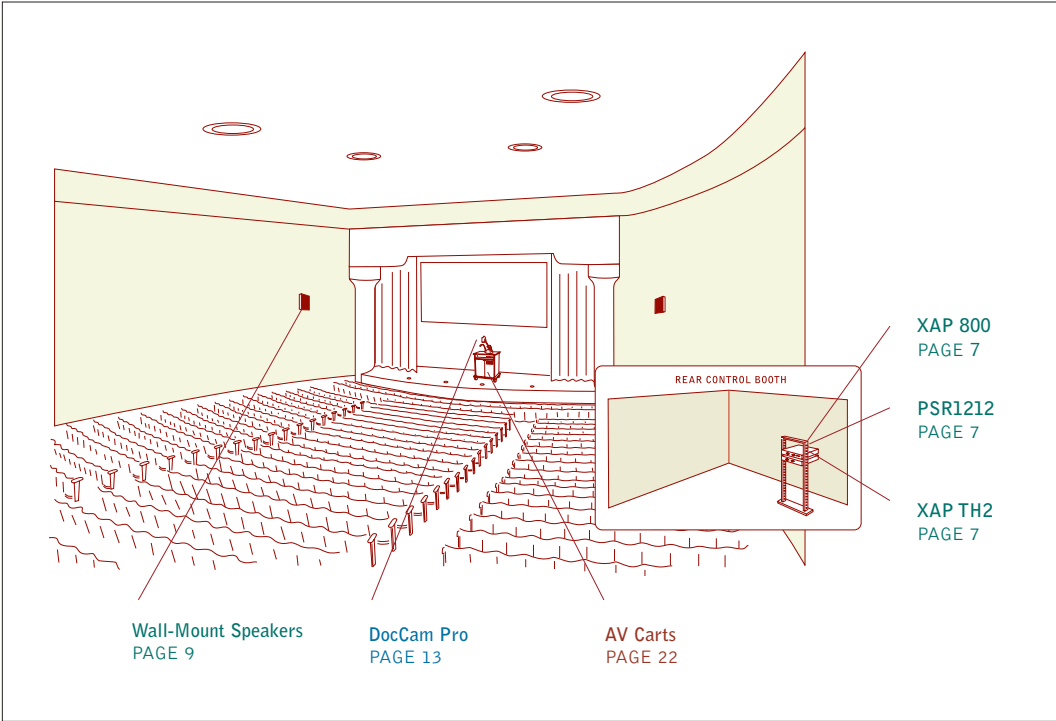 XAP 800
PAGE 7
REAR CONTROL BOOTH
PSR1212
PAGE 7
XAP TH2
PAGE 7
Wall-Mount Speakers
PAGE 9
DocCam Pro
PAGE 13
AV Carts
PAGE 22